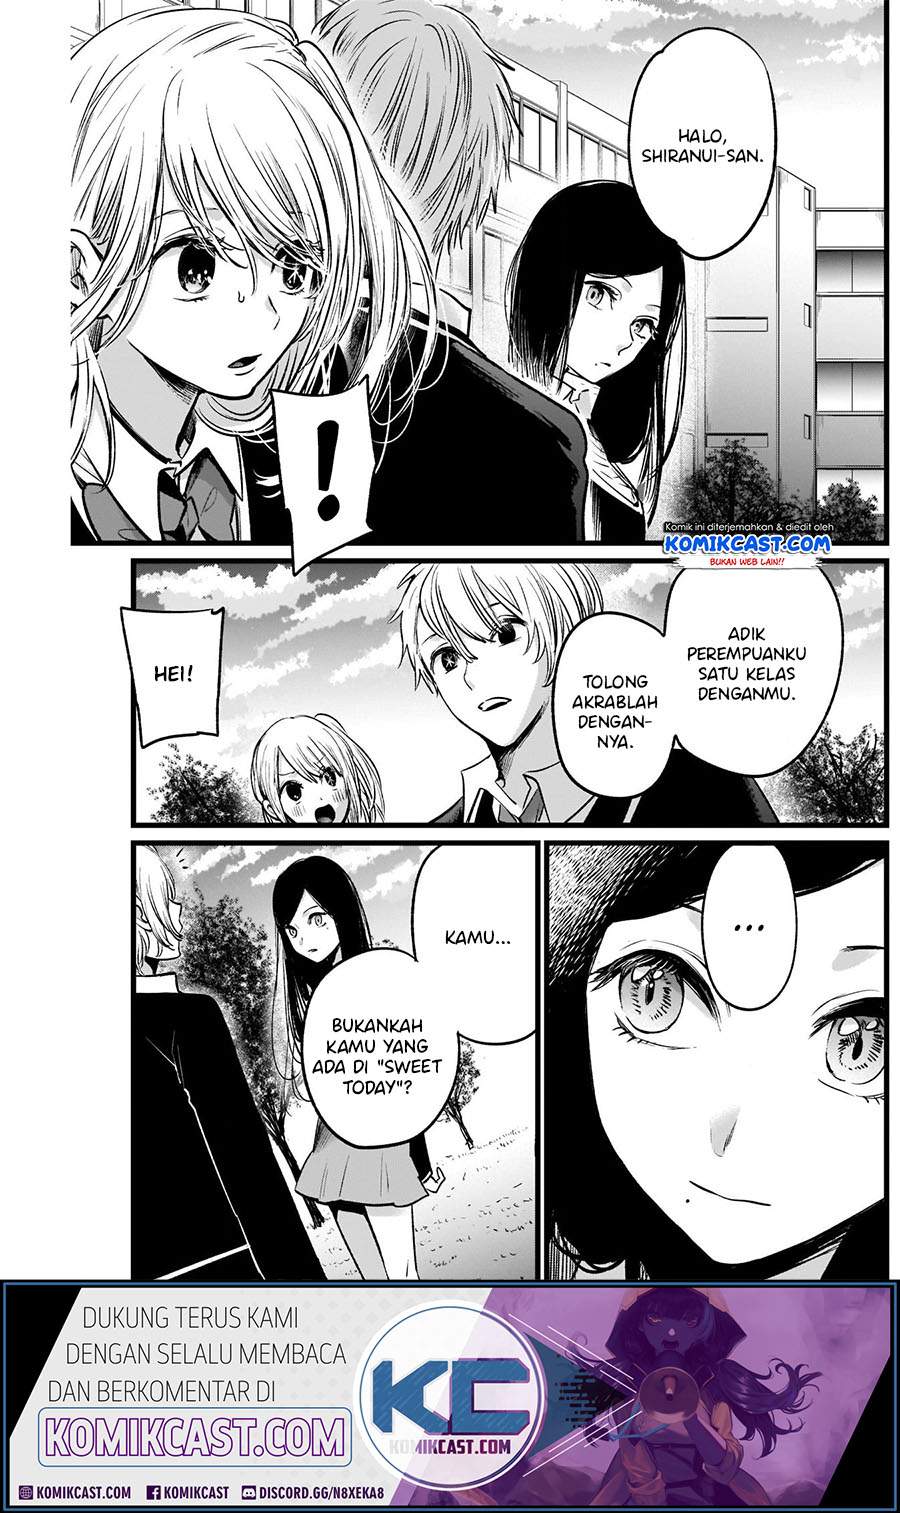 HALO,
SHIRANUI-SAN.
!
Komik ini diterjemahkan & diedit oleh
KOMIKCAST.COM
BUKAN WEB LAIN!!
ADIK
PEREMPUANKU
SATU KELAS
DENGANMU.
TOLONG
AKRABLAH
DENGAN-
NYA.
HEI!
...
KAMU...
BUKANKAH
KAMU YANG
ADA DI "SWEET
TODAY"?
DUKUNG TERUS KAMI
DENGAN SELALU MEMBACA
DAN BERKOMENTAR DI
KOMIKCAST.COM
KC
KOMIKCAST.COM
KOMIKCAST.COM
KOMIKCAST
DISCORD.GG/N8XEKA8